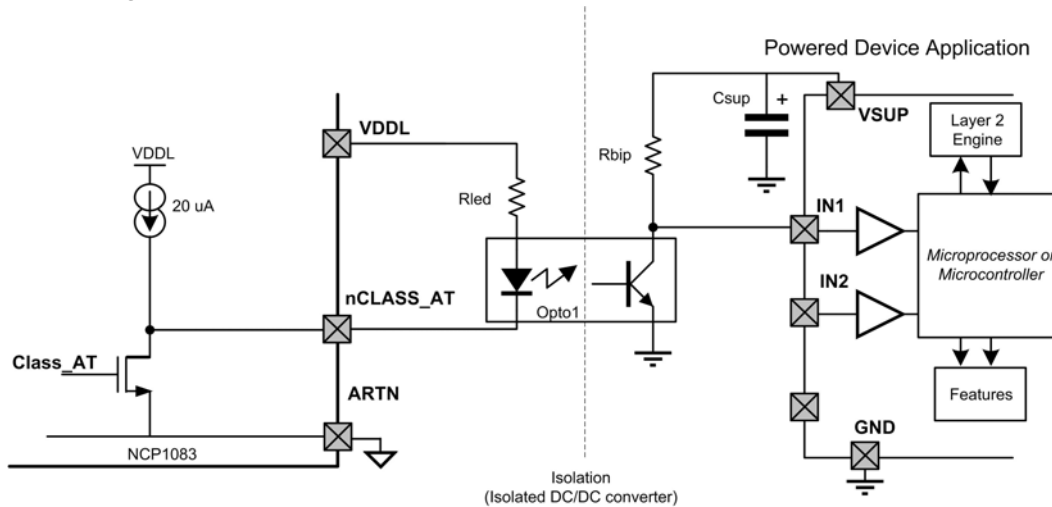 Powered Device Application
Csup
+
VSUP
Layer 2
Engine
VDDL
VDDL
Rbip
20 uA
Rled
IN1
Microprocessor or
Microcontroller
nCLASS_AT
IN2
Opto1
Class_AT
ARTN
Features
GND
NCP1083
Isolation
(Isolated DC/DC converter)